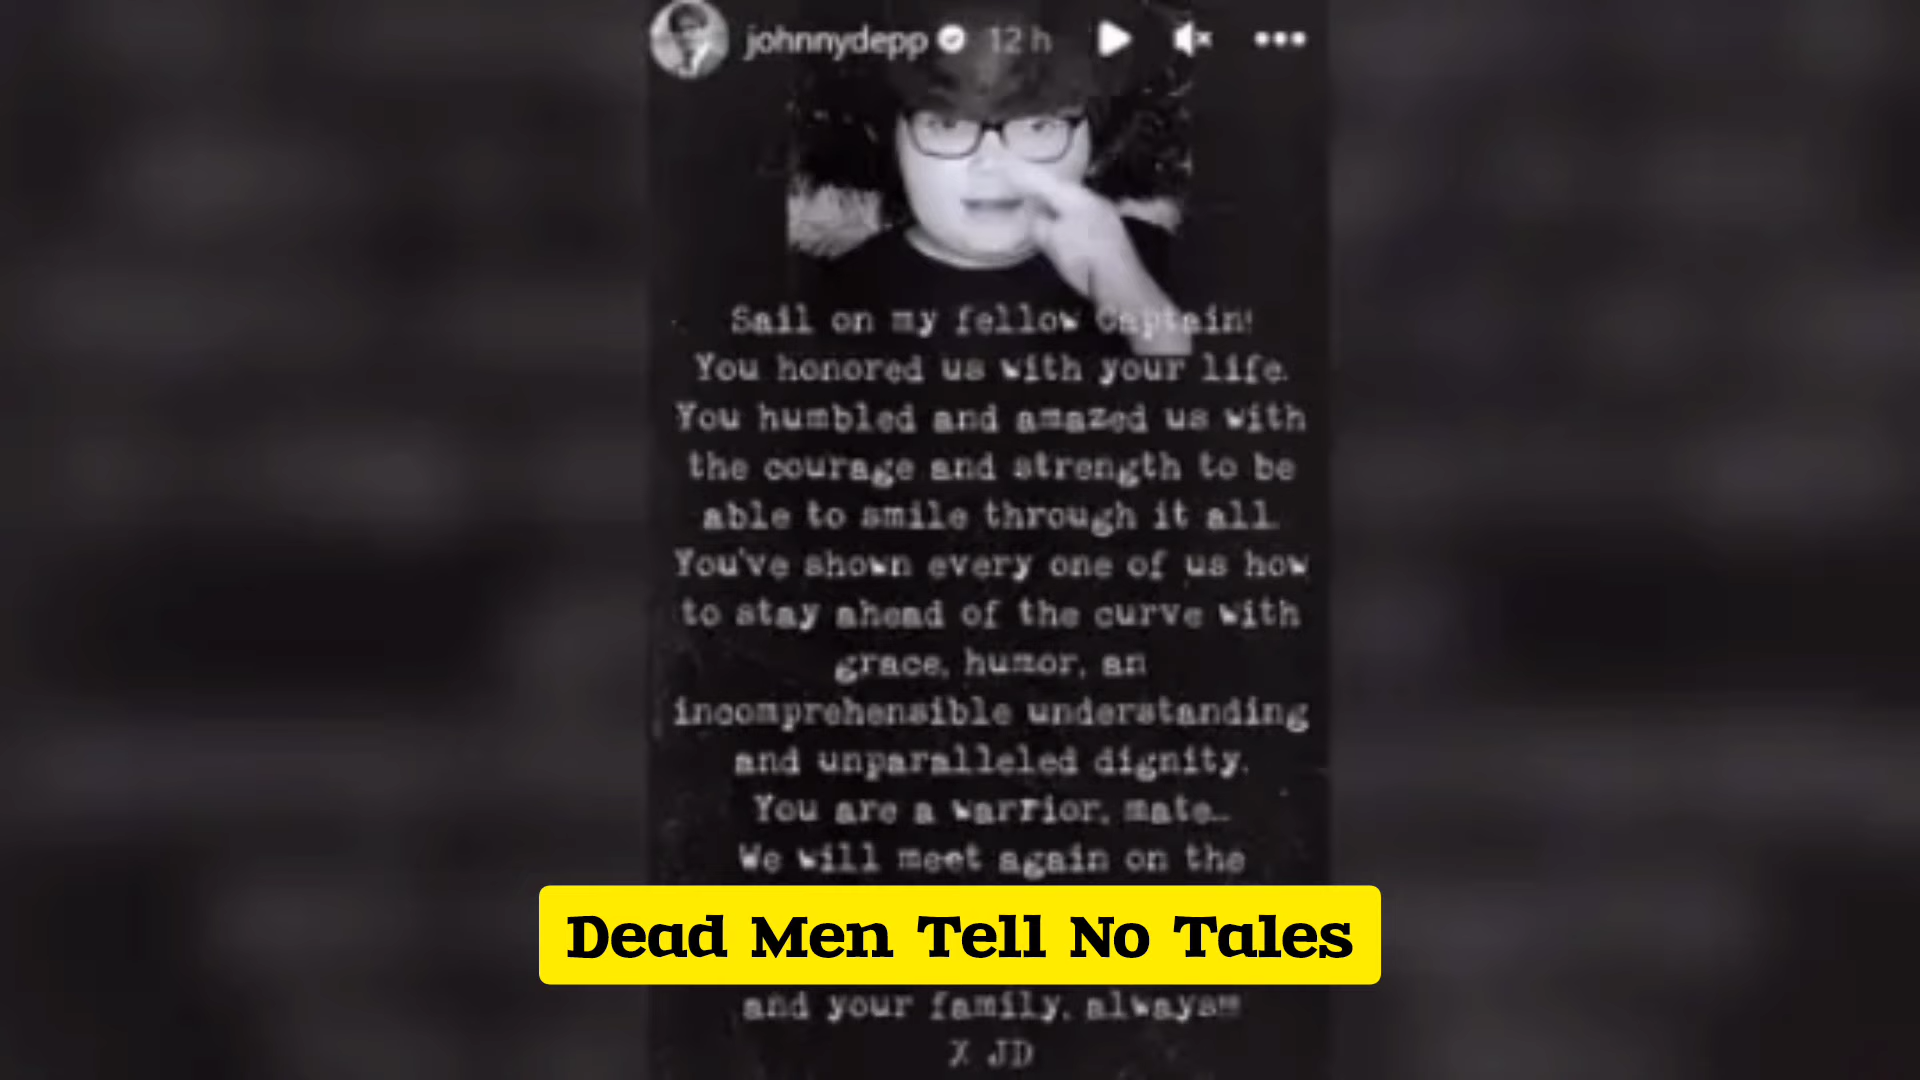 johnnydepp 12 h
Sail on my fellow Captain!
You honored us with your life.
You humbled and amazed us with
the courage and strength to be
able to smile through it all.
You've shown every one of us how
to stay ahead of the curve with
grace, humor, an
incomprehensible understanding
and unparalleled dignity.
You are a warrior, mate...
We will meet again on the
Dead Men Tell No Tales
and your family, always!!!
X JD